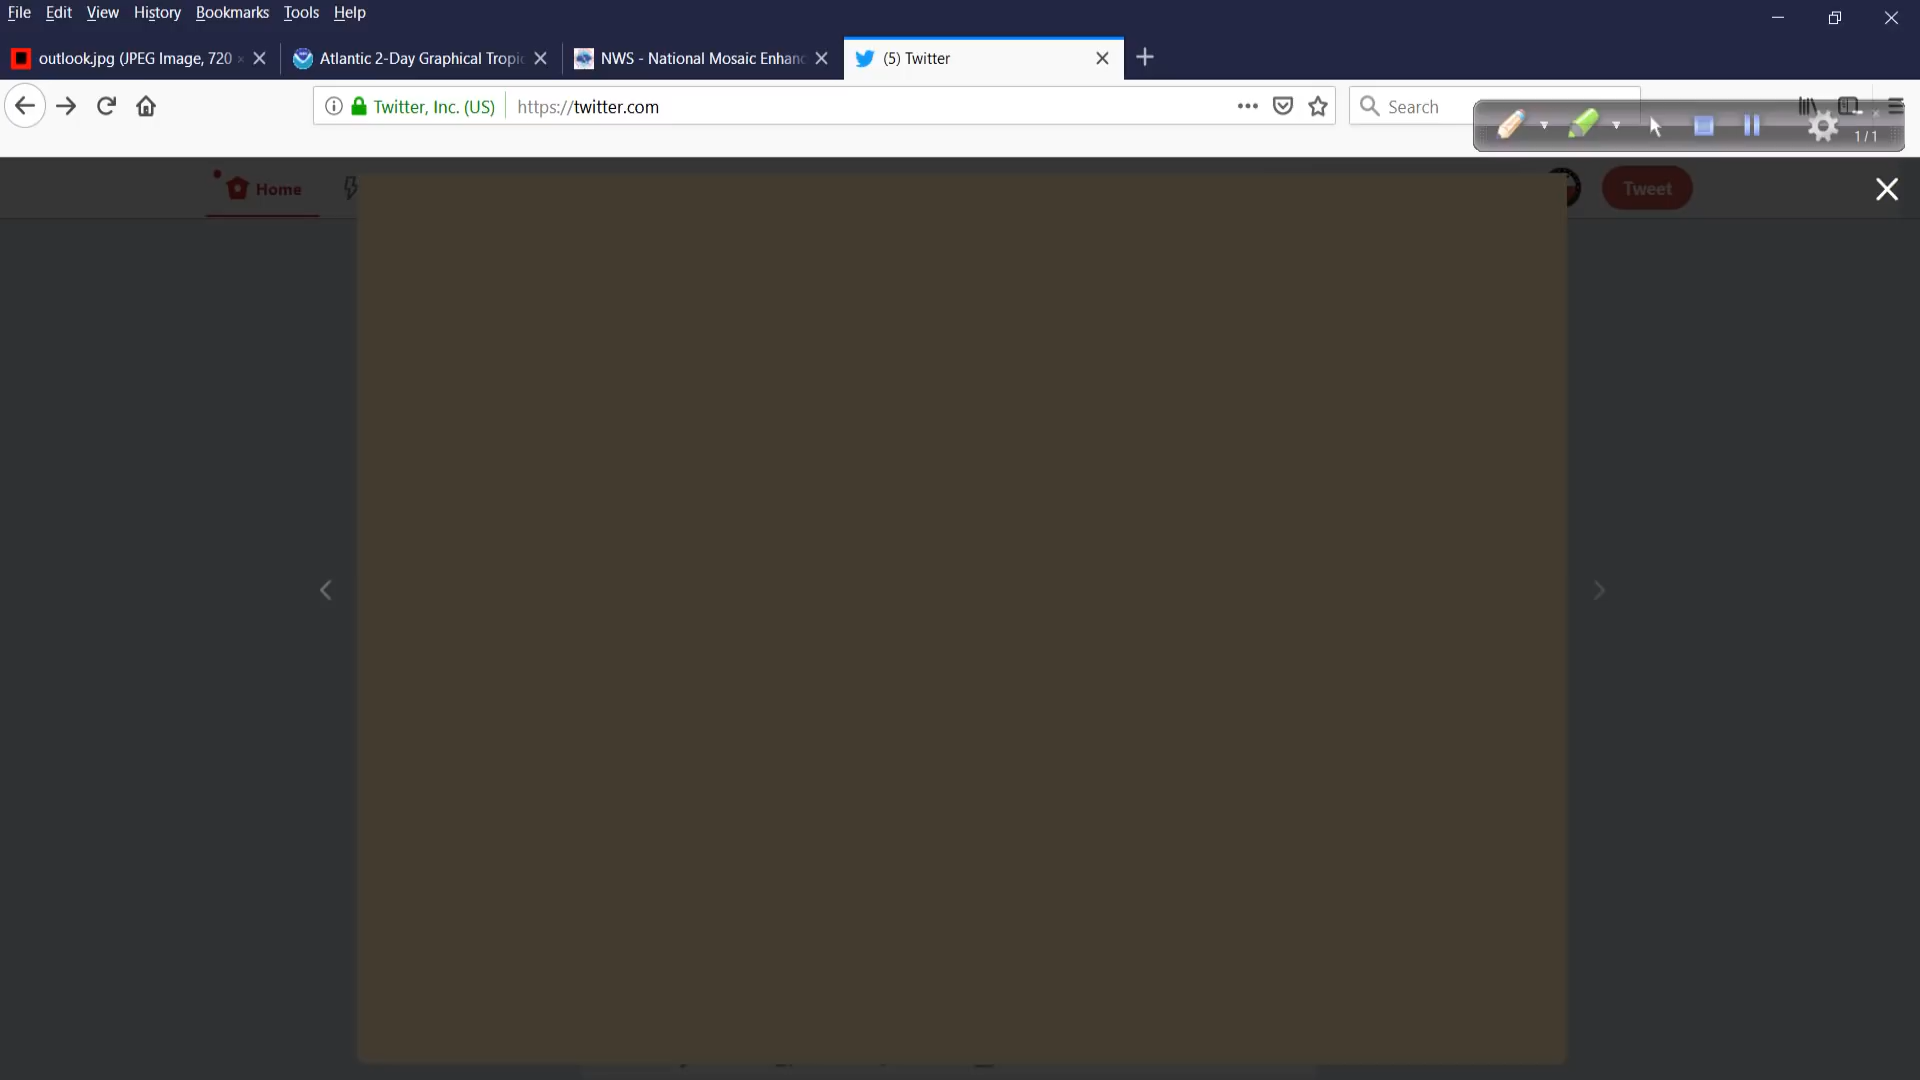 File Edit View History Bookmarks Tools Help
outlook.jpg (JPEG Image, 720 × Atlantic 2-Day Graphical Tropic NWS - National Mosaic Enhanc (5) Twitter
Twitter, Inc. (US) https://twitter.com Search
1/1
Home Tweet